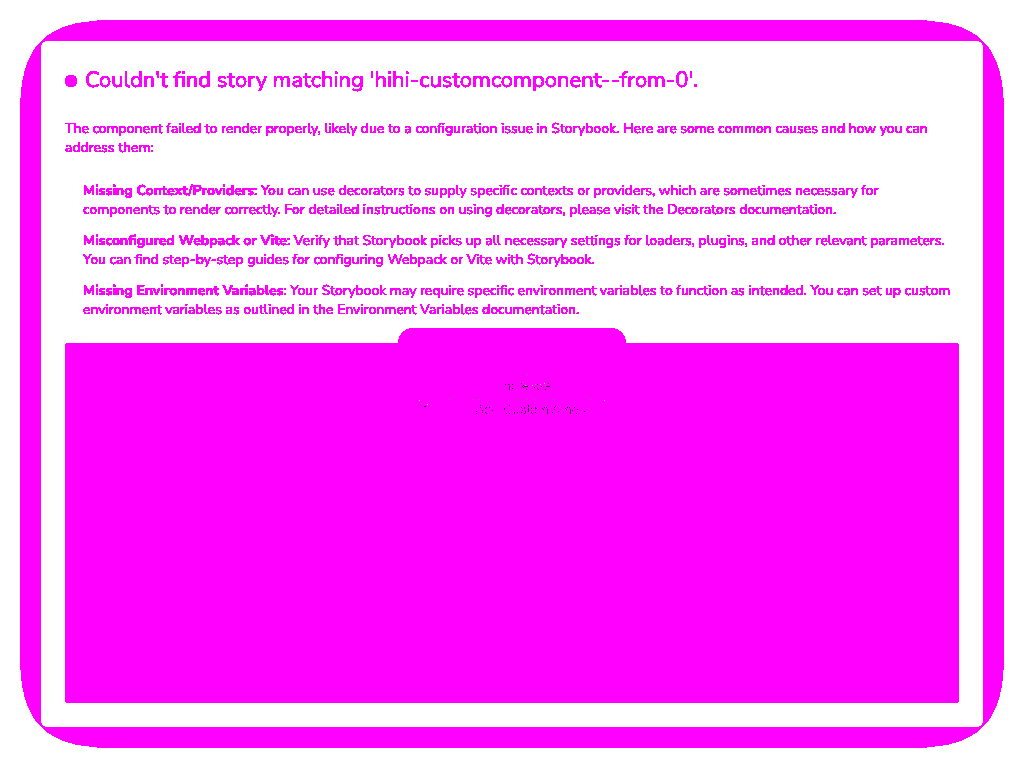 Couldn't find story matching 'hihi-customcomponent--from-0'.
The component failed to render properly, likely due to a configuration issue in Storybook. Here are some common causes and how you can
address them:
Missing Context/Providers: You can use decorators to supply specific contexts or providers, which are sometimes necessary for
components to render correctly. For detailed instructions on using decorators, please visit the Decorators documentation.
Misconfigured Webpack or Vite: Verify that Storybook picks up all necessary settings for loaders, plugins, and other relevant parameters.
You can find step-by-step guides for configuring Webpack or Vite with Storybook.
Missing Environment Variables: Your Storybook may require specific environment variables to function as intended. You can set up custom
environment variables as outlined in the Environment Variables documentation.